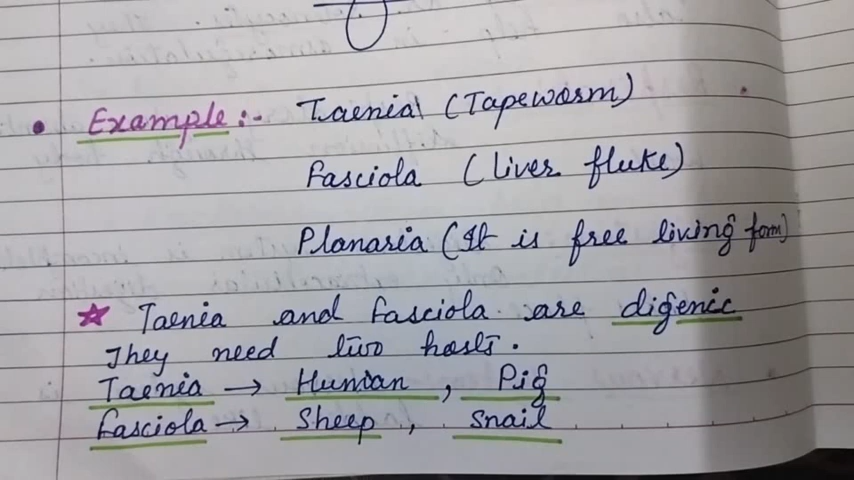 • Example :- Taenia (Tapeworm)
Fasciola (liver fluke)
Planaria (It is free living form)
☆ Taenia and Fasciola are digenic
They need two hosts.
Taenia → Human, Pig
Fasciola → Sheep, Snail